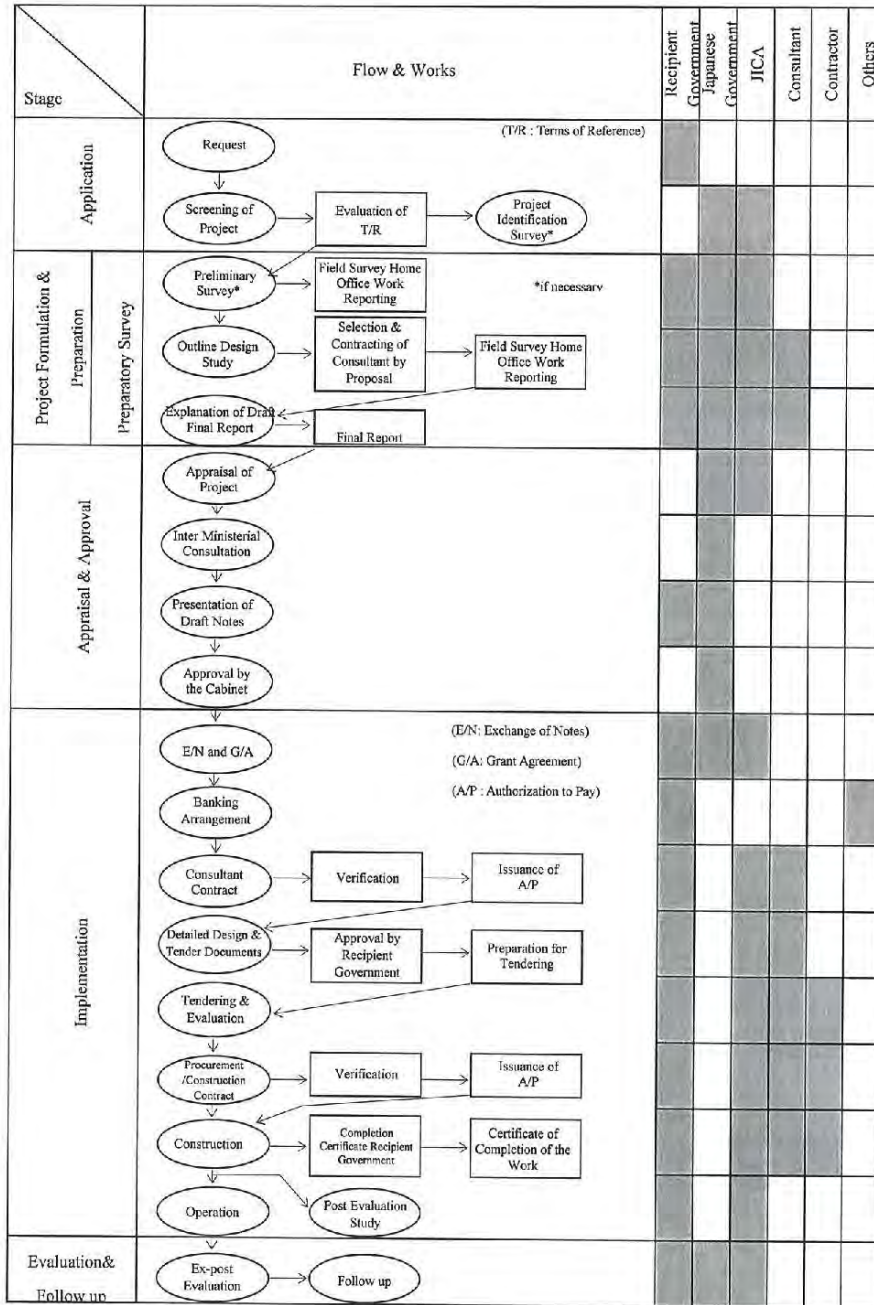 Stage
Flow & Works
Recipient
Government
Japanese
Government
JICA
Consultant
Contractor
Others
Application
(T/R : Terms of Reference)
Request
Screening of
Project
Evaluation of
T/R
Project
Identification
Survey*
Project Formulation &
Preparation
Preparatory Survey
Preliminary
Survey*
Field Survey Home
Office Work
Reporting
*if necessary
Outline Design
Study
Selection &
Contracting of
Consultant by
Proposal
Field Survey Home
Office Work
Reporting
Explanation of Draft
Final Report
Final Report
Appraisal & Approval
Appraisal of
Project
Inter Ministerial
Consultation
Presentation of
Draft Notes
Approval by
the Cabinet
Implementation
E/N and G/A
(E/N: Exchange of Notes)
(G/A: Grant Agreement)
(A/P : Authorization to Pay)
Banking
Arrangement
Consultant
Contract
Verification
Issuance of
A/P
Detailed Design &
Tender Documents
Approval by
Recipient
Government
Preparation for
Tendering
Tendering &
Evaluation
Procurement
/Construction
Contract
Verification
Issuance of
A/P
Construction
Completion
Certificate Recipient
Government
Certificate of
Completion of the
Work
Operation
Post Evaluation
Study
Evaluation&
Follow up
Ex-post
Evaluation
Follow up